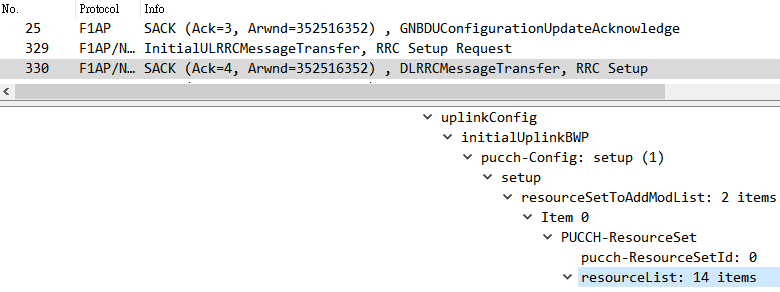 No. Protocol Info
25 F1AP SACK (Ack=3, Arwnd=352516352) , GNBDUConfigurationUpdateAcknowledge
329 F1AP/N… InitialULRRCMessageTransfer, RRC Setup Request
330 F1AP/N… SACK (Ack=4, Arwnd=352516352) , DLRRCMessageTransfer, RRC Setup
uplinkConfig
initialUplinkBWP
pucch-Config: setup (1)
setup
resourceSetToAddModList: 2 items
Item 0
PUCCH-ResourceSet
pucch-ResourceSetId: 0
resourceList: 14 items